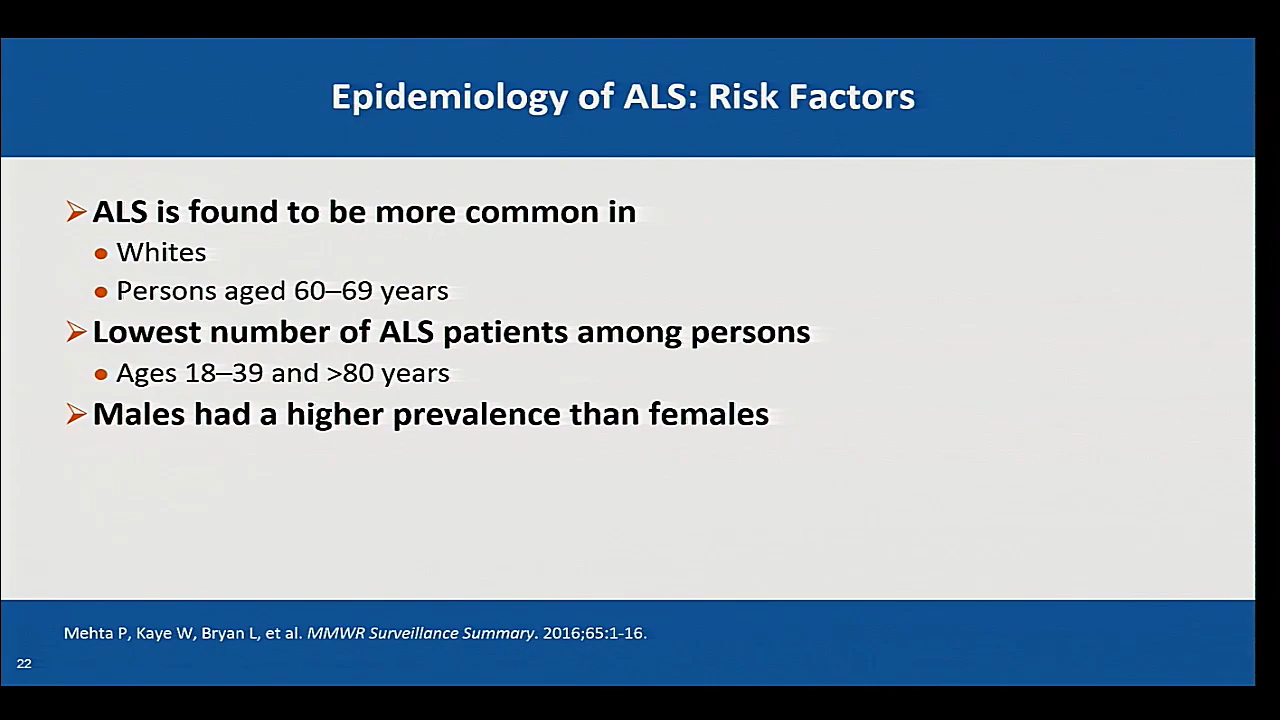 Epidemiology of ALS: Risk Factors
ALS is found to be more common in
Whites
Persons aged 60–69 years
Lowest number of ALS patients among persons
Ages 18–39 and >80 years
Males had a higher prevalence than females
Mehta P, Kaye W, Bryan L, et al. MMWR Surveillance Summary. 2016;65:1-16.
22